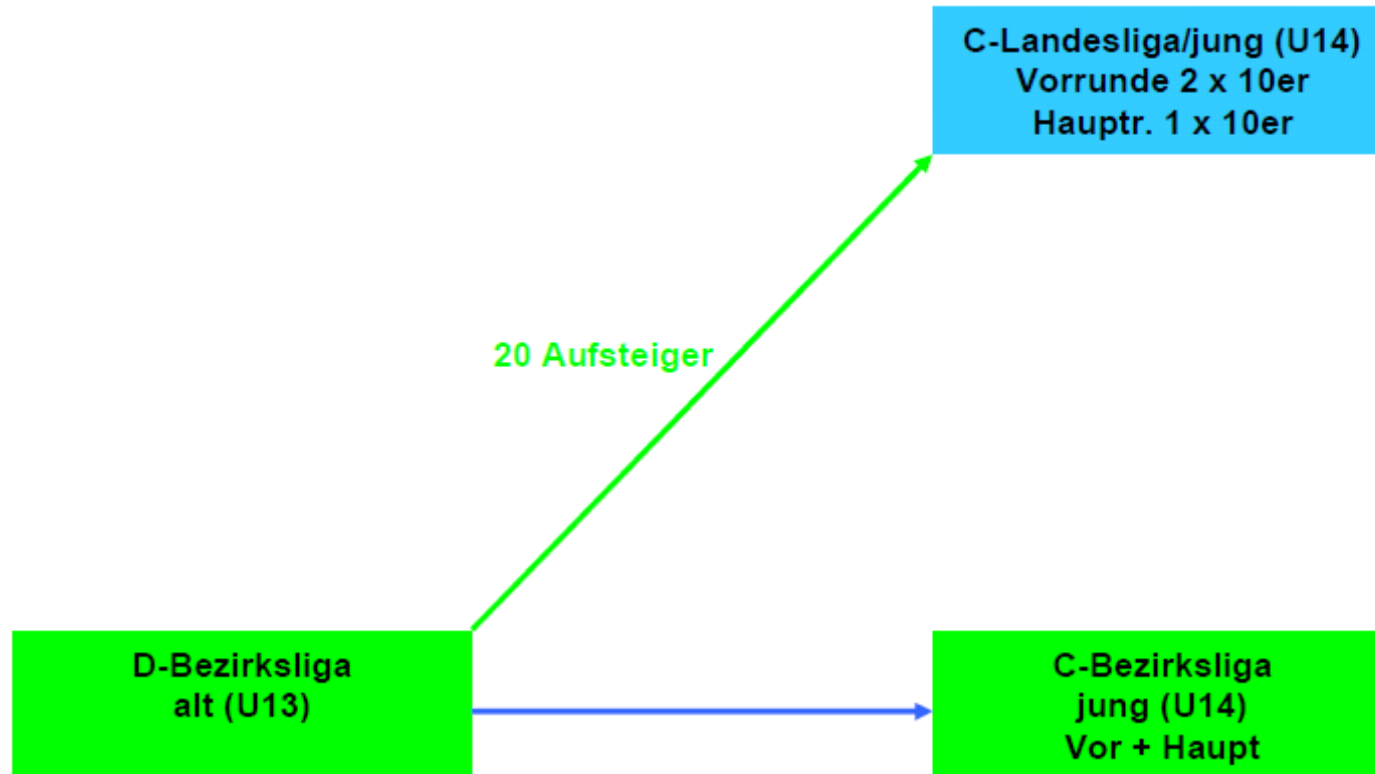 C-Landesliga/jung (U14)
Vorrunde 2 x 10er
Hauptr. 1 x 10er
20 Aufsteiger
D-Bezirksliga
alt (U13)
C-Bezirksliga
jung (U14)
Vor + Haupt